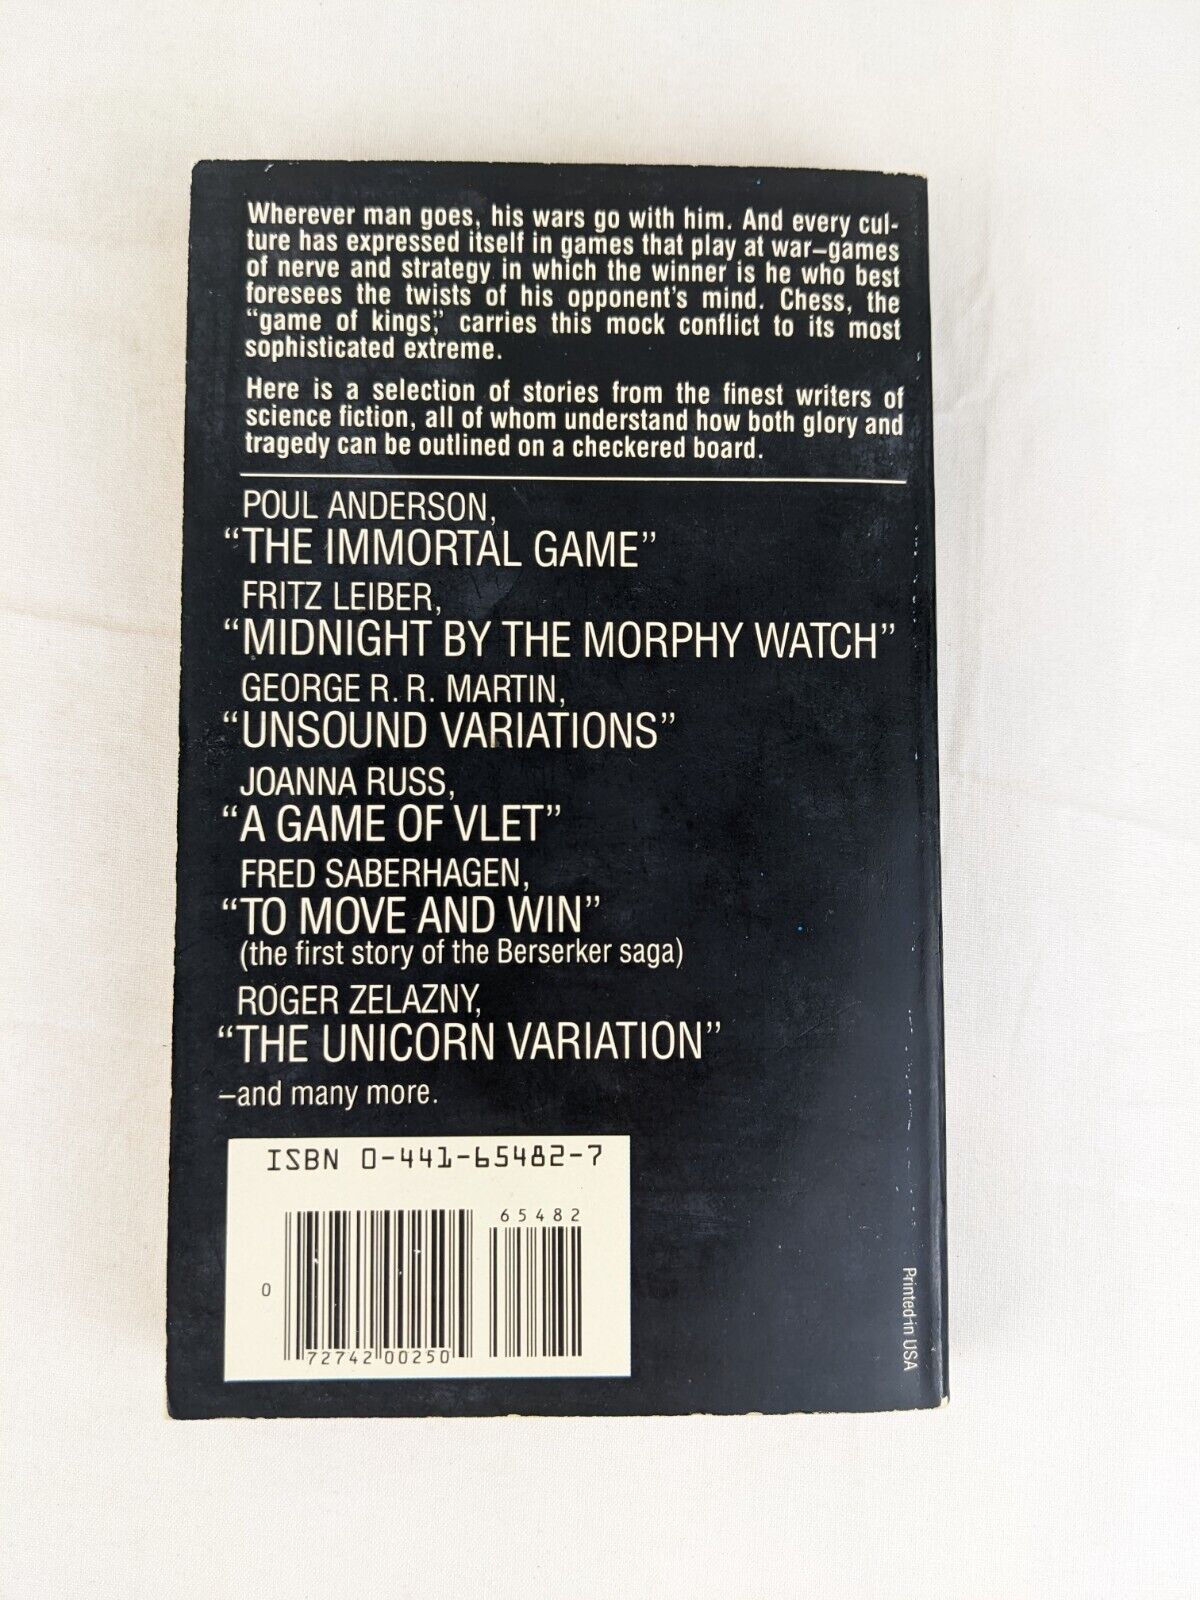 Wherever man goes, his wars go with him. And every cul-
ture has expressed itself in games that play at war—games
of nerve and strategy in which the winner is he who best
foresees the twists of his opponent's mind. Chess, the
“game of kings,” carries this mock conflict to its most
sophisticated extreme.
Here is a selection of stories from the finest writers of
science fiction, all of whom understand how both glory and
tragedy can be outlined on a checkered board.
POUL ANDERSON,
“THE IMMORTAL GAME”
FRITZ LEIBER,
“MIDNIGHT BY THE MORPHY WATCH”
GEORGE R. R. MARTIN,
“UNSOUND VARIATIONS”
JOANNA RUSS,
“A GAME OF VLET”
FRED SABERHAGEN,
“TO MOVE AND WIN”
(the first story of the Berserker saga)
ROGER ZELAZNY,
“THE UNICORN VARIATION”
—and many more.
ISBN 0-441-65482-7
65482
0
72742 00250
Printed in USA